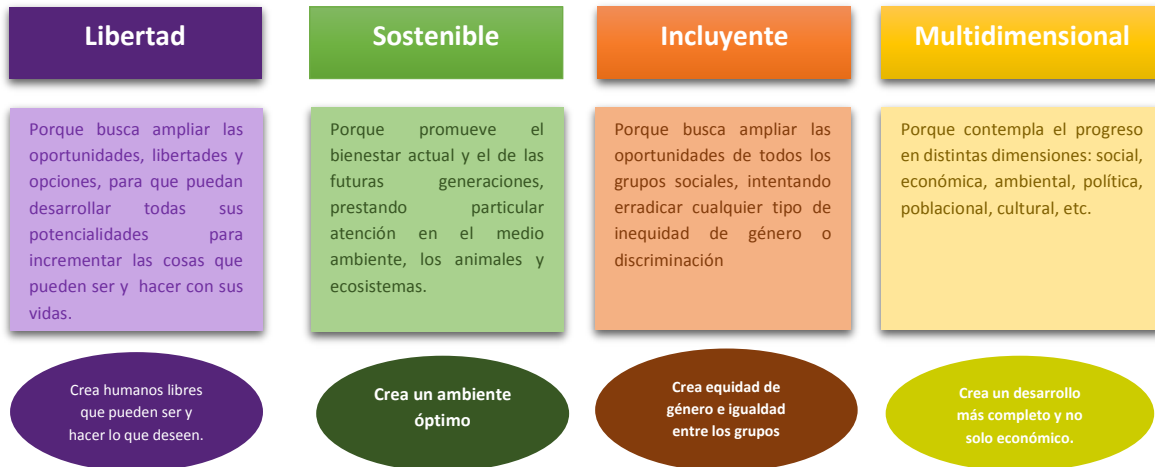 Libertad
Sostenible
Incluyente
Multidimensional
Porque busca ampliar las
oportunidades, libertades y
opciones, para que puedan
desarrollar todas sus
potencialidades para
incrementar las cosas que
pueden ser y hacer con sus
vidas.
Porque promueve el
bienestar actual y el de las
futuras generaciones,
prestando particular
atención en el medio
ambiente, los animales y
ecosistemas.
Porque busca ampliar las
oportunidades de todos los
grupos sociales, intentando
erradicar cualquier tipo de
inequidad de género o
discriminación
Porque contempla el progreso
en distintas dimensiones: social,
económica, ambiental, política,
poblacional, cultural, etc.
Crea humanos libres
que pueden ser y
hacer lo que deseen.
Crea un ambiente
óptimo
Crea equidad de
género e igualdad
entre los grupos
Crea un desarrollo
más completo y no
solo económico.